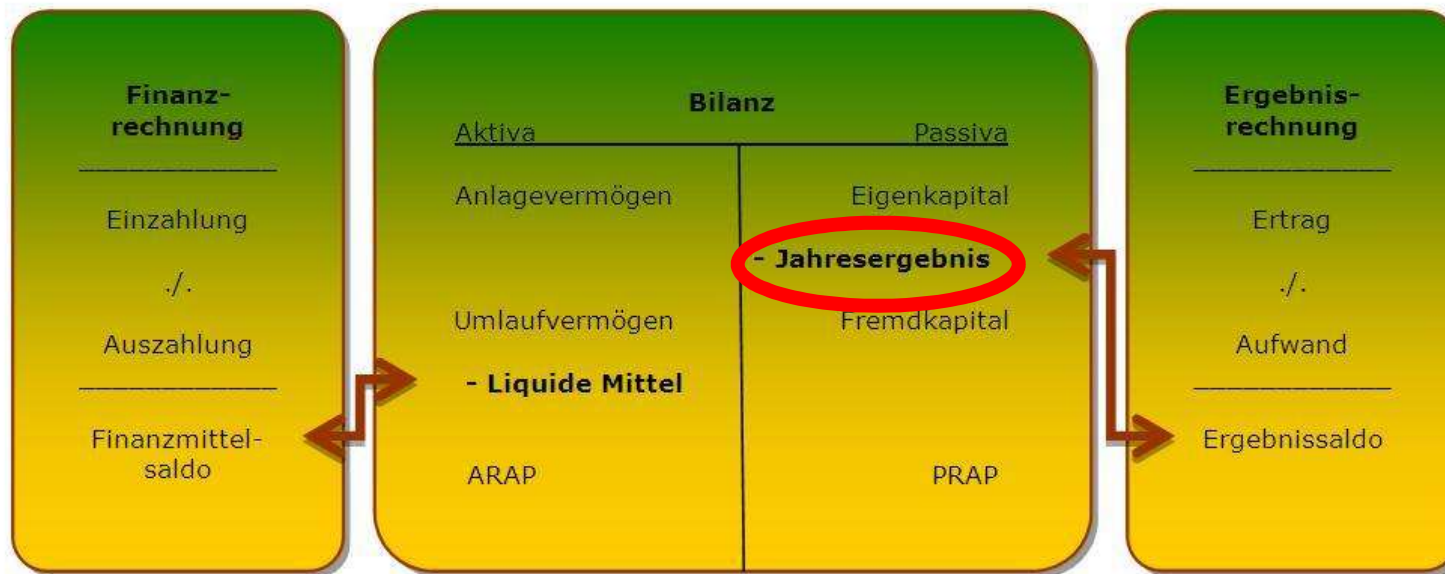 Finanz-
rechnung
Einzahlung
./.
Auszahlung
Finanzmittel-
saldo
Bilanz
Aktiva Passiva
Anlagevermögen Eigenkapital
- Jahresergebnis
Umlaufvermögen Fremdkapital
- Liquide Mittel
ARAP PRAP
Ergebnis-
rechnung
Ertrag
./.
Aufwand
Ergebnissaldo